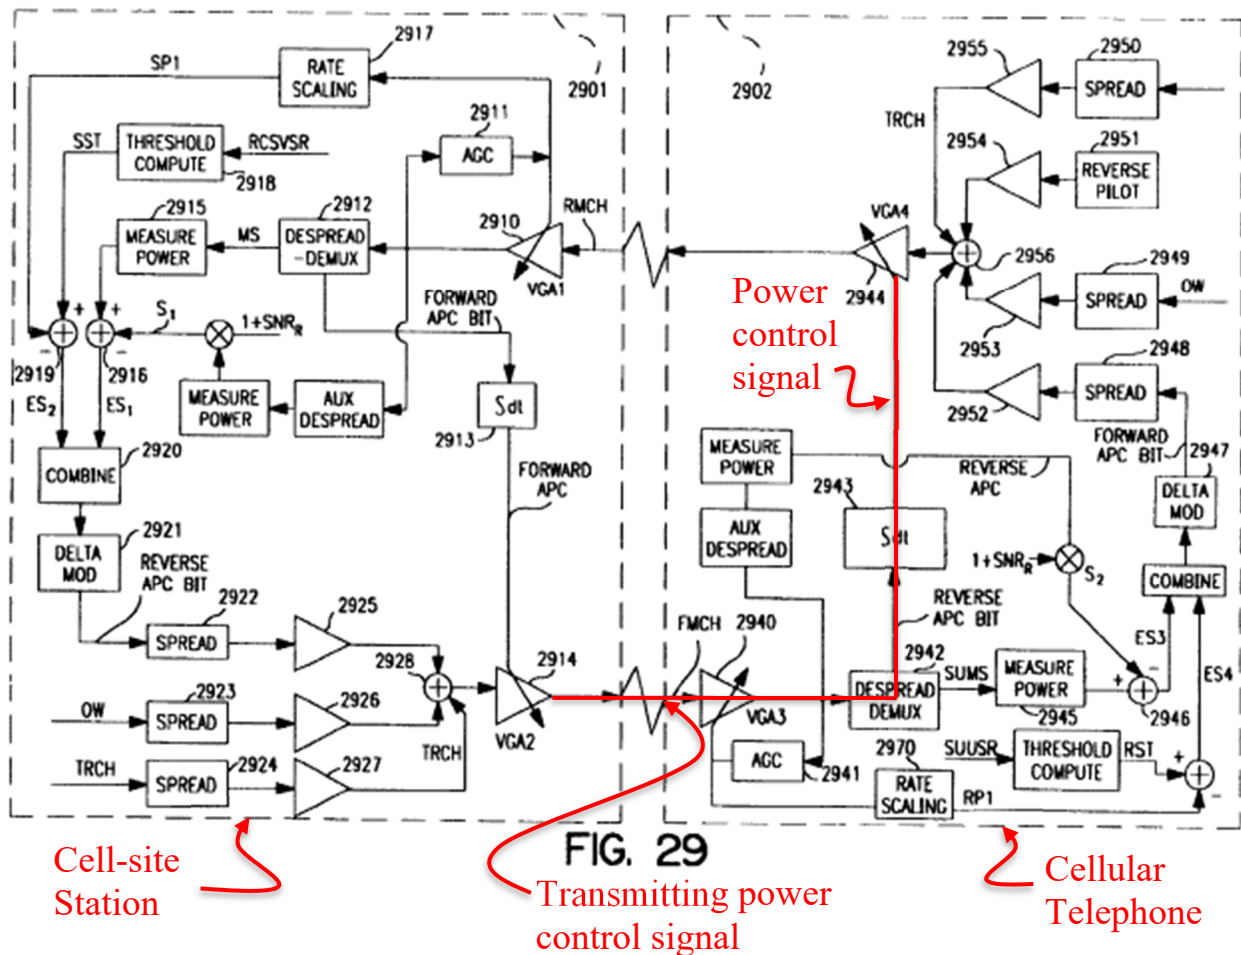 2917
SP1
RATE
SCALING
2901
2902
2955
2950
SPREAD
2911
SST
THRESHOLD
COMPUTE
RCSVSR
2918
AGC
TRCH
2954
2951
REVERSE
PILOT
2915
MEASURE
POWER
MS
2912
DESPREAD
-DEMUX
2910
RMCH
VGA1
VGA4
2944
2956
2949
SPREAD
OW
2953
Power
control
signal
FORWARD
APC BIT
S1
1+SNRR
+
+
-
-
2919
2916
ES2
ES1
MEASURE
POWER
AUX
DESPREAD
Sdt
2913
2948
SPREAD
2952
FORWARD
APC BIT
2947
DELTA
MOD
2920
COMBINE
FORWARD
APC
MEASURE
POWER
REVERSE
APC
2943
Sdt
AUX
DESPREAD
1+SNRR
S2
COMBINE
2921
DELTA
MOD
REVERSE
APC BIT
2922
SPREAD
2925
REVERSE
APC BIT
ES3
ES4
FMCH
2940
2942
DESPREAD
DEMUX
SUMS
MEASURE
POWER
2945
+
-
2946
2928
2914
VGA2
VGA3
OW
2923
SPREAD
2926
TRCH
TRCH
2924
SPREAD
2927
AGC
2941
2970
RATE
SCALING
RP1
SUUSR
THRESHOLD
COMPUTE
RST
+
-
FIG. 29
Cell-site
Station
Transmitting power
control signal
Cellular
Telephone